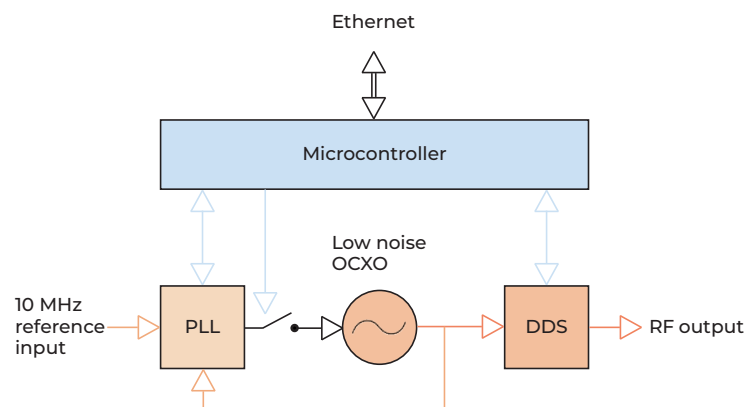 Ethernet
Microcontroller
Low noise
OCXO
10 MHz
reference
input
PLL
DDS
RF output